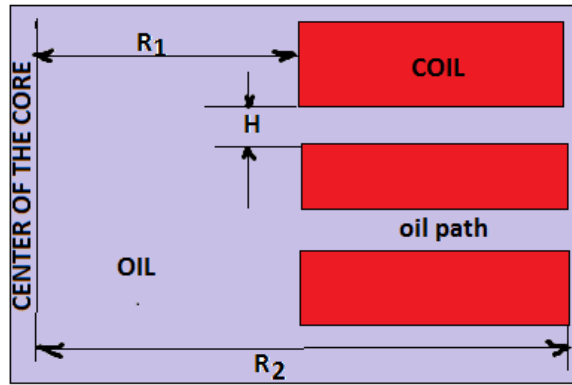 R1
COIL
H
CENTER OF THE CORE
oil path
OIL
R2